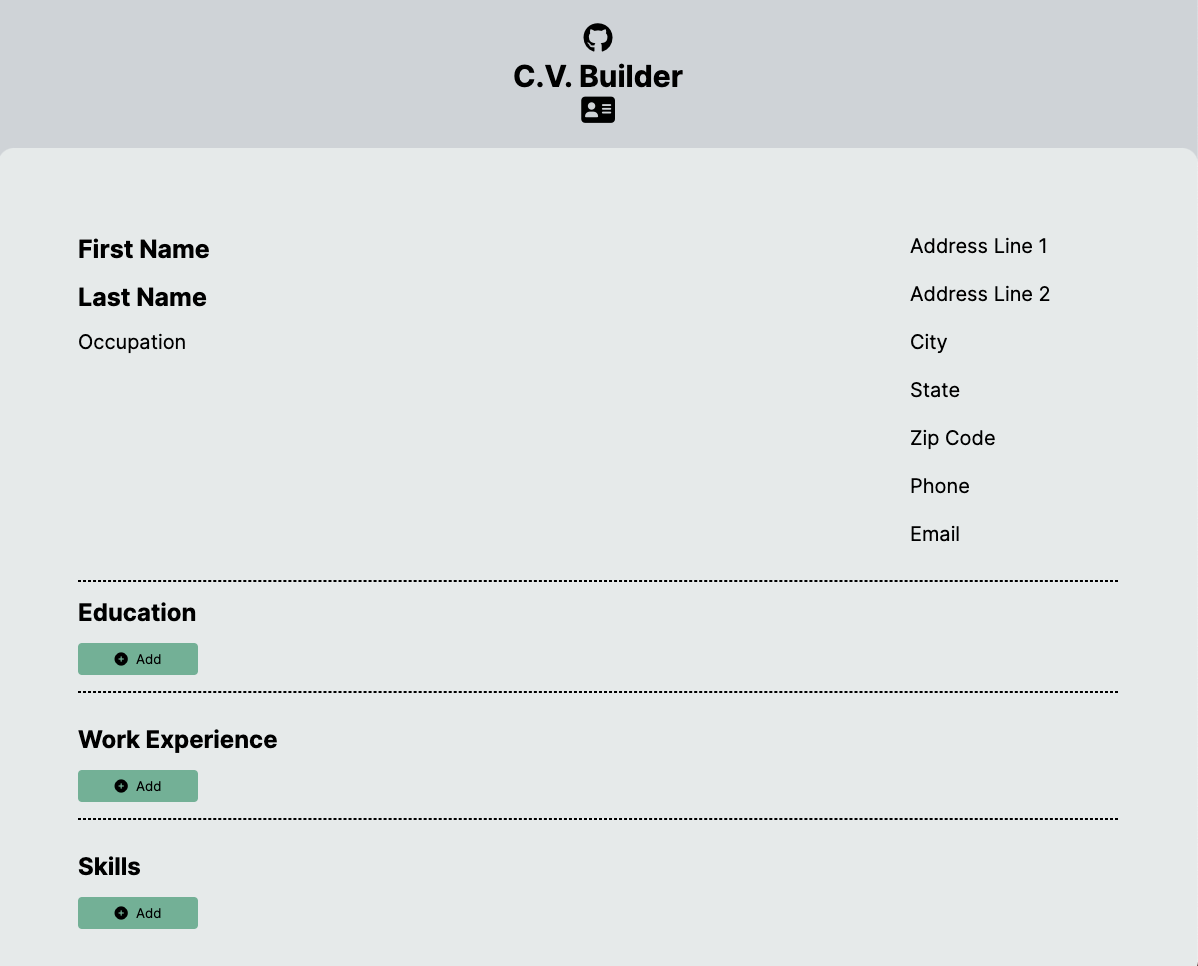 C.V. Builder
First Name
Last Name
Occupation
Address Line 1
Address Line 2
City
State
Zip Code
Phone
Email
Education
Add
Work Experience
Add
Skills
Add